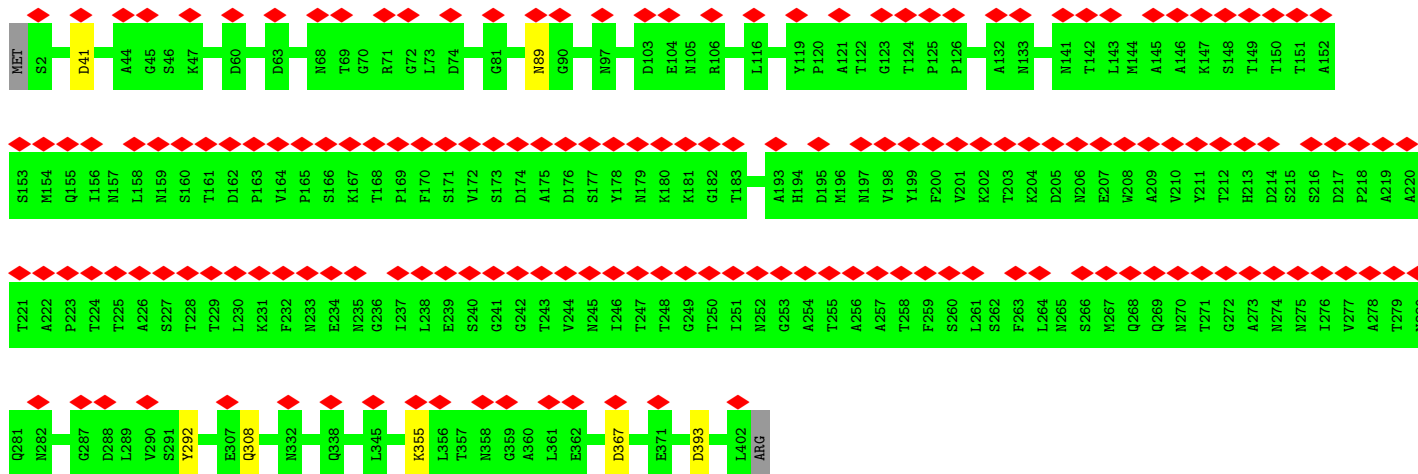 MET S2 D41 A44 G45 S46 K47 D60 D63 N68 T69 G70 R71 G72 L73 D74 G81 N89 G90 N97 D103 E104 N105 R106 L116 Y119 P120 A121 T122 G123 T124 P125 P126 A132 N133 N141 T142 L143 M144 A145 A146 K147 S148 T149 T150 T151 A152
S153 M154 Q155 I156 N157 L158 N159 S160 T161 D162 P163 V164 P165 S166 K167 T168 P169 F170 S171 V172 S173 D174 A175 D176 S177 Y178 N179 K180 K181 G182 T183 A193 H194 D195 M196 N197 V198 Y199 F200 V201 K202 T203 K204 D205 N206 E207 W208 A209 V210 Y211 T212 H213 D214 S215 S216 D217 P218 A219 A220
T221 A222 P223 T224 T225 A226 S227 T228 T229 L230 K231 F232 N233 E234 N235 G236 I237 L238 E239 S240 G241 G242 T243 V244 N245 I246 T247 T248 G249 T250 I251 N252 G253 A254 T255 A256 A257 T258 F259 S260 L261 S262 F263 L264 N265 S266 M267 Q268 Q269 N270 T271 G272 A273 N274 N275 I276 V277 A278 T279
Q281 N282 G287 D288 L289 V290 S291 Y292 E307 Q308 N332 Q338 L345 K355 L356 T357 N358 G359 A360 L361 E362 D367 E371 D393 L402 ARG